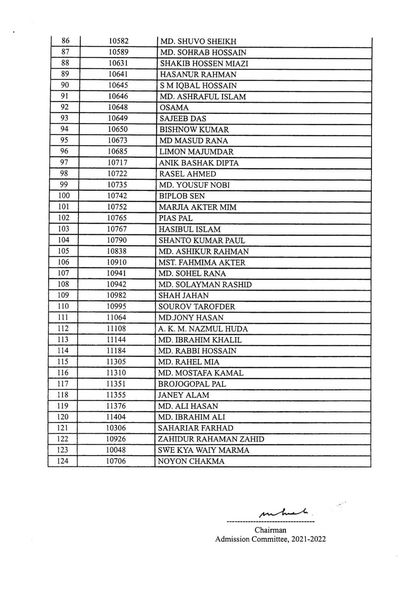 86 10582 MD. SHUVO SHEIKH
87 10589 MD. SOHRAB HOSSAIN
88 10631 SHAKIB HOSSEN MIAZI
89 10641 HASANUR RAHMAN
90 10645 S M IQBAL HOSSAIN
91 10646 MD. ASHRAFUL ISLAM
92 10648 OSAMA
93 10649 SAJEEB DAS
94 10650 BISHNOW KUMAR
95 10673 MD MASUD RANA
96 10685 LIMON MAJUMDAR
97 10717 ANIK BASHAK DIPTA
98 10722 RASEL AHMED
99 10735 MD. YOUSUF NOBI
100 10742 BIPLOB SEN
101 10752 MARJIA AKTER MIM
102 10765 PIAS PAL
103 10767 HASIBUL ISLAM
104 10790 SHANTO KUMAR PAUL
105 10838 MD. ASHIKUR RAHMAN
106 10910 MST. FAHMIMA AKTER
107 10941 MD. SOHEL RANA
108 10942 MD. SOLAYMAN RASHID
109 10982 SHAH JAHAN
110 10995 SOUROV TAROFDER
111 11064 MD.JONY HASAN
112 11108 A. K. M. NAZMUL HUDA
113 11144 MD. IBRAHIM KHALIL
114 11184 MD. RABBI HOSSAIN
115 11305 MD. RAHEL MIA
116 11310 MD. MOSTAFA KAMAL
117 11351 BROJOGOPAL PAL
118 11355 JANEY ALAM
119 11376 MD. ALI HASAN
120 11404 MD. IBRAHIM ALI
121 10306 SAHARIAR FARHAD
122 10926 ZAHIDUR RAHAMAN ZAHID
123 10048 SWE KYA WAIY MARMA
124 10706 NOYON CHAKMA
Chairman
Admission Committee, 2021-2022